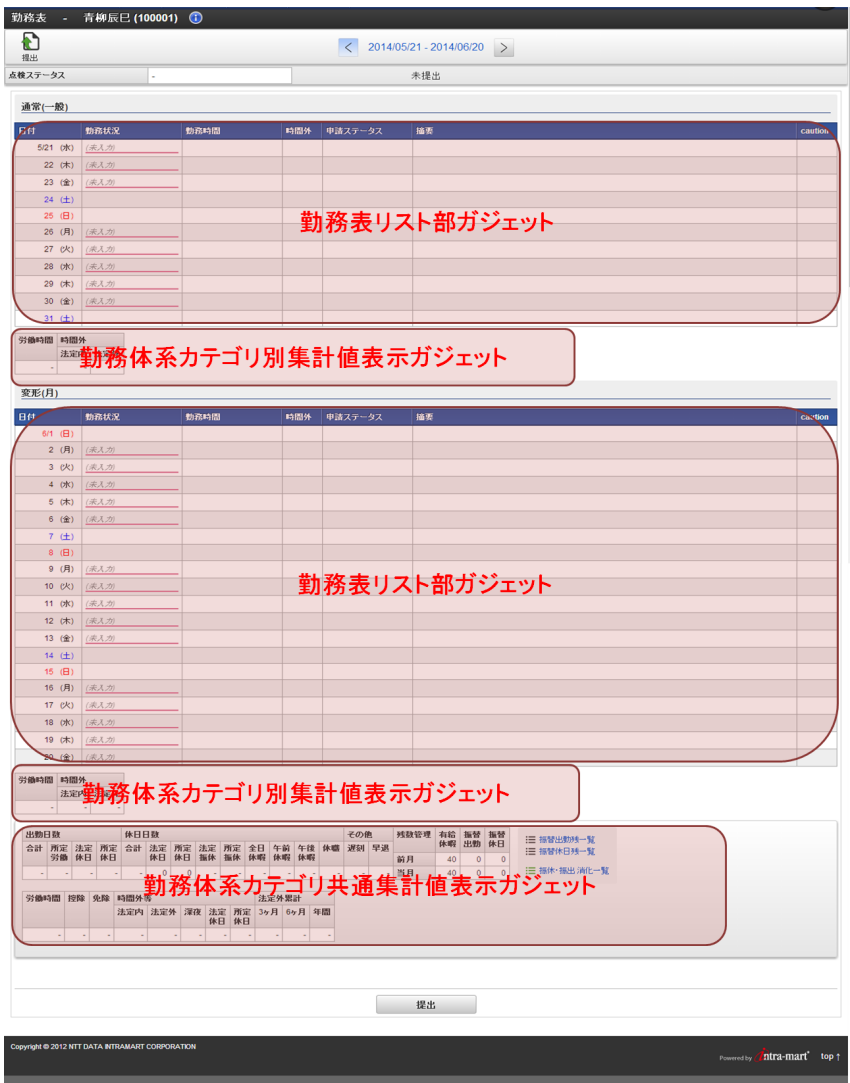 勤務表 - 青柳辰巳 (100001)
提出
< 2014/05/21 - 2014/06/20 >
点検ステータス - 未提出
通常(一般)
日付 勤務状況 勤務時間 時間外 申請ステータス 摘要 caution
5/21 (水) (未入力)
22 (木) (未入力)
23 (金) (未入力)
24 (土)
25 (日)
勤務表リスト部ガジェット
26 (月) (未入力)
27 (火) (未入力)
28 (水) (未入力)
29 (木) (未入力)
30 (金) (未入力)
31 (土)
労働時間 時間外
法定内
勤務体系カテゴリ別集計値表示ガジェット
- - -
変形(月)
日付 勤務状況 勤務時間 時間外 申請ステータス 摘要 caution
6/1 (日)
2 (月) (未入力)
3 (火) (未入力)
4 (水) (未入力)
5 (木) (未入力)
6 (金) (未入力)
7 (土)
8 (日)
9 (月) (未入力)
勤務表リスト部ガジェット
10 (火) (未入力)
11 (水) (未入力)
12 (木) (未入力)
13 (金) (未入力)
14 (土)
15 (日)
16 (月) (未入力)
17 (火) (未入力)
18 (水) (未入力)
19 (木) (未入力)
20 (金) (未入力)
労働時間 時間外
法定内
勤務体系カテゴリ別集計値表示ガジェット
- - -
出勤日数 休日日数 その他 残数管理 有給休暇 振替出勤 振替休日
合計 所定労働 法定休日 所定休日 合計 法定休日 所定休日 法定振休 所定振休 全日休暇 午前休暇 午後休暇 休職 遅刻 早退
前月 40 0 0
当月 40 0 0
- - - - - 0 0 - - - - - - - -
振替出勤残一覧
振替休日残一覧
振休・振出 消化一覧
勤務体系カテゴリ共通集計値表示ガジェット
労働時間 控除 免除 時間外等 法定外累計
法定内 法定外 深夜 法定休日 所定休日 3ヶ月 6ヶ月 年間
- - - - - - - - - - -
提出
Copyright © 2012 NTT DATA INTRAMART CORPORATION
Powered by intra-mart top ↑